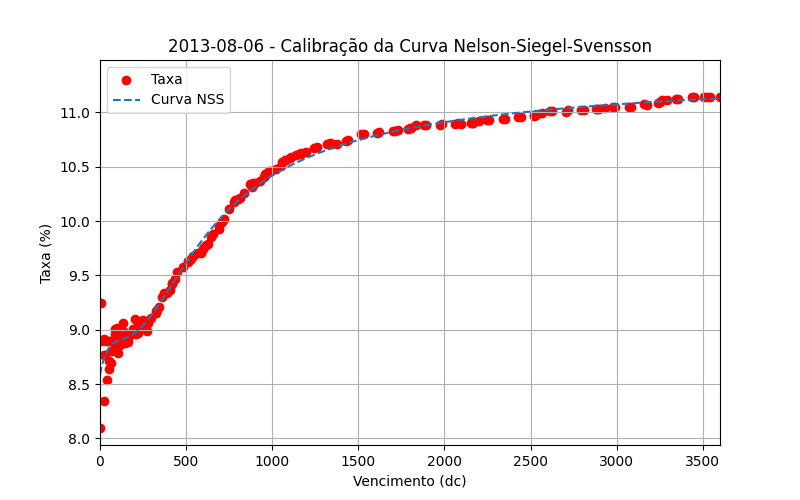 2013-08-06 - Calibração da Curva Nelson-Siegel-Svensson
Taxa
Curva NSS
Taxa (%)
11.0
10.5
10.0
9.5
9.0
8.5
8.0
0 500 1000 1500 2000 2500 3000 3500
Vencimento (dc)